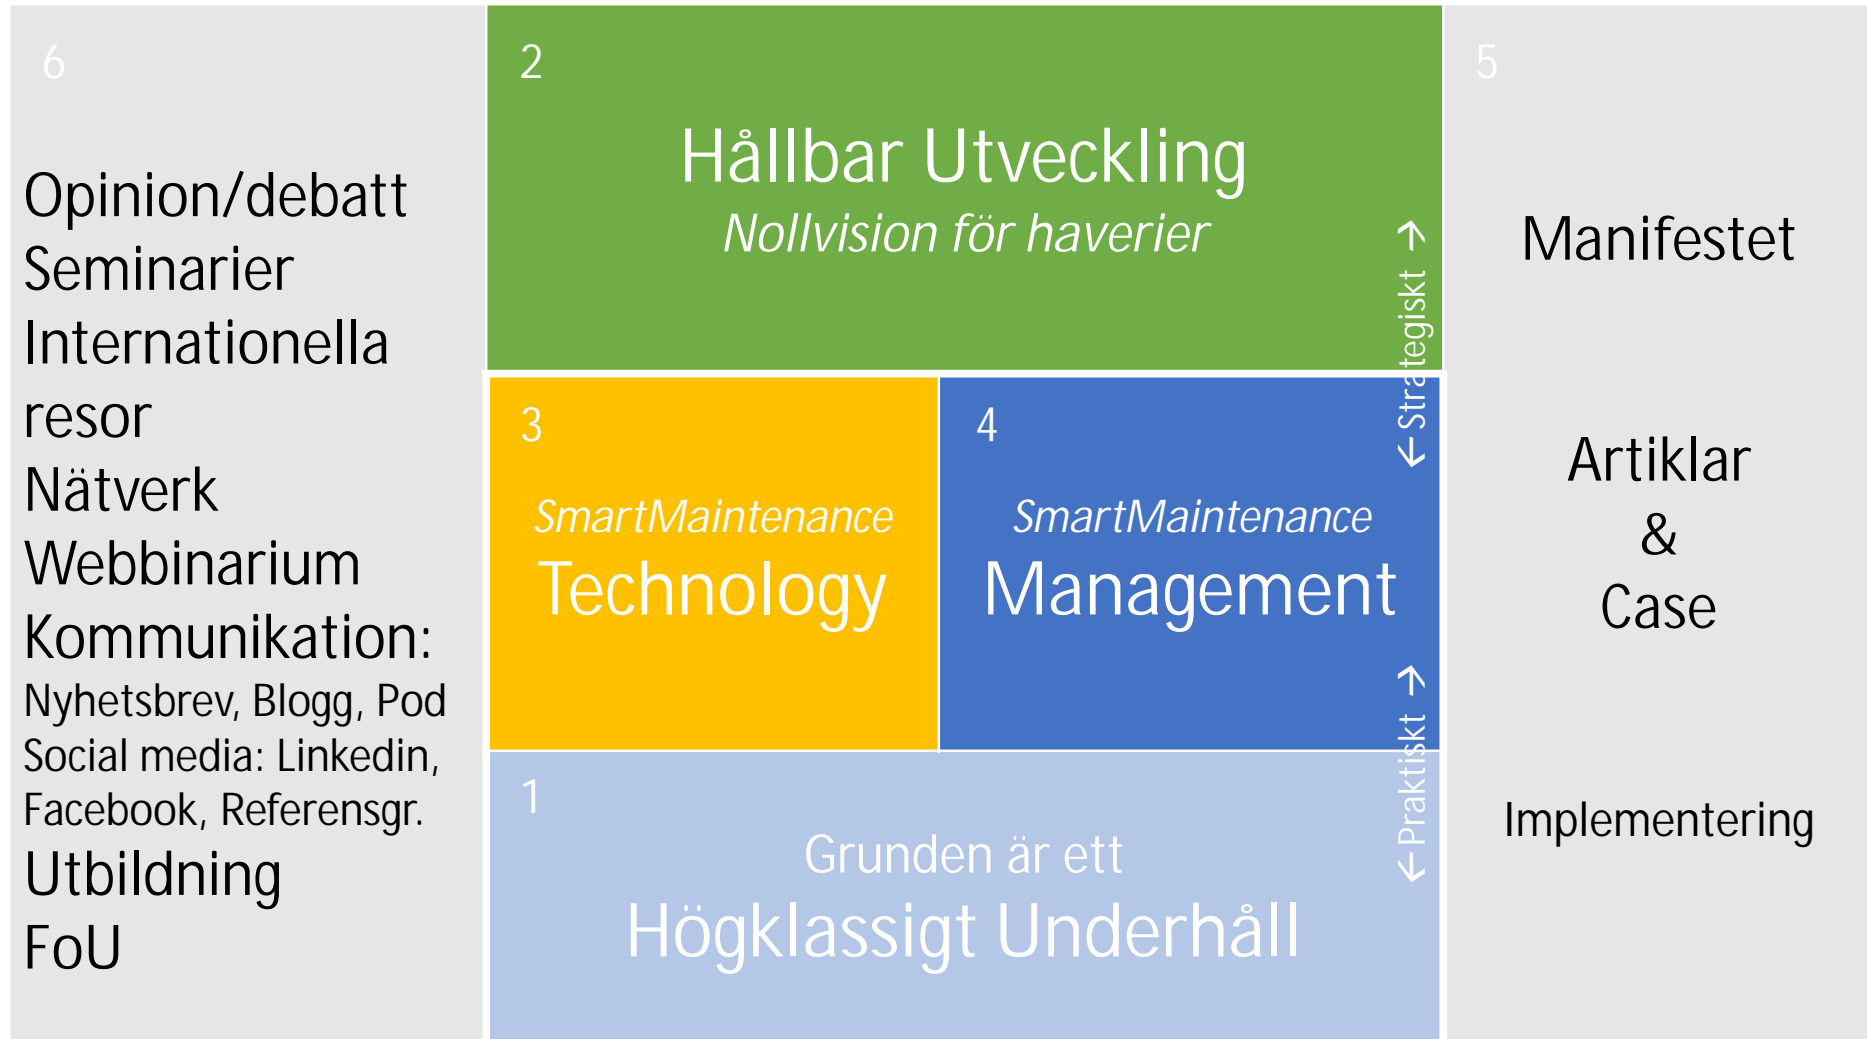 6
Opinion/debatt
Seminarier
Internationella
resor
Nätverk
Webbinarium
Kommunikation:
Nyhetsbrev, Blogg, Pod
Social media: Linkedin,
Facebook, Referensgr.
Utbildning
FoU
2
Hållbar Utveckling
Nollvision för haverier
← Strategiskt →
3
SmartMaintenance
Technology
4
SmartMaintenance
Management
← Praktiskt →
1
Grunden är ett
Högklassigt Underhåll
5
Manifestet
Artiklar
&
Case
Implementering